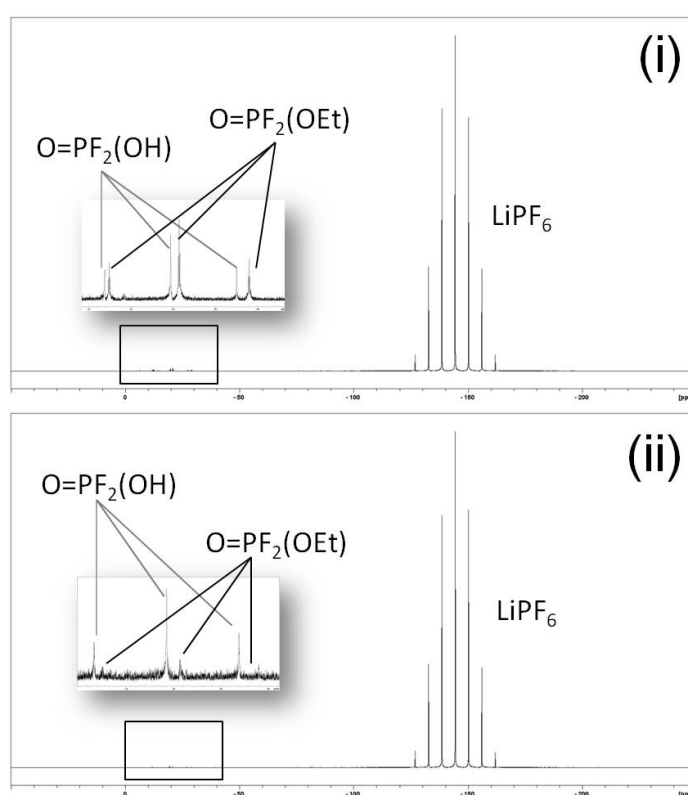 (i)
O=PF₂(OEt)
O=PF₂(OH)
LiPF₆
0 -50 -100 -150 -200
(ii)
O=PF₂(OH)
O=PF₂(OEt)
LiPF₆
0 -50 -100 -150 -200